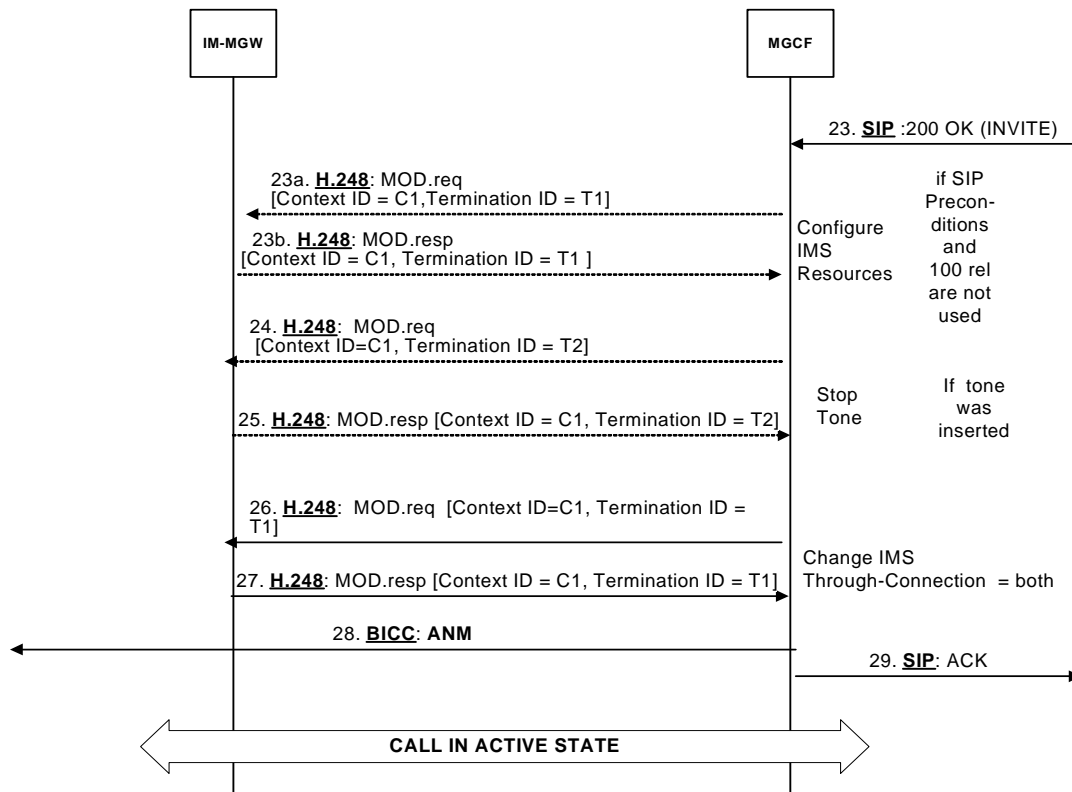 IM-MGW
MGCF
23. SIP :200 OK (INVITE)
23a. H.248: MOD.req
[Context ID = C1,Termination ID = T1]
23b. H.248: MOD.resp
[Context ID = C1, Termination ID = T1 ]
Configure
IMS
Resources
if SIP
Precon-
ditions
and
100 rel
are not
used
24. H.248: MOD.req
[Context ID=C1, Termination ID = T2]
25. H.248: MOD.resp [Context ID = C1, Termination ID = T2]
Stop
Tone
If tone
was
inserted
26. H.248: MOD.req [Context ID=C1, Termination ID =
T1]
27. H.248: MOD.resp [Context ID = C1, Termination ID = T1]
Change IMS
Through-Connection = both
28. BICC: ANM
29. SIP: ACK
CALL IN ACTIVE STATE